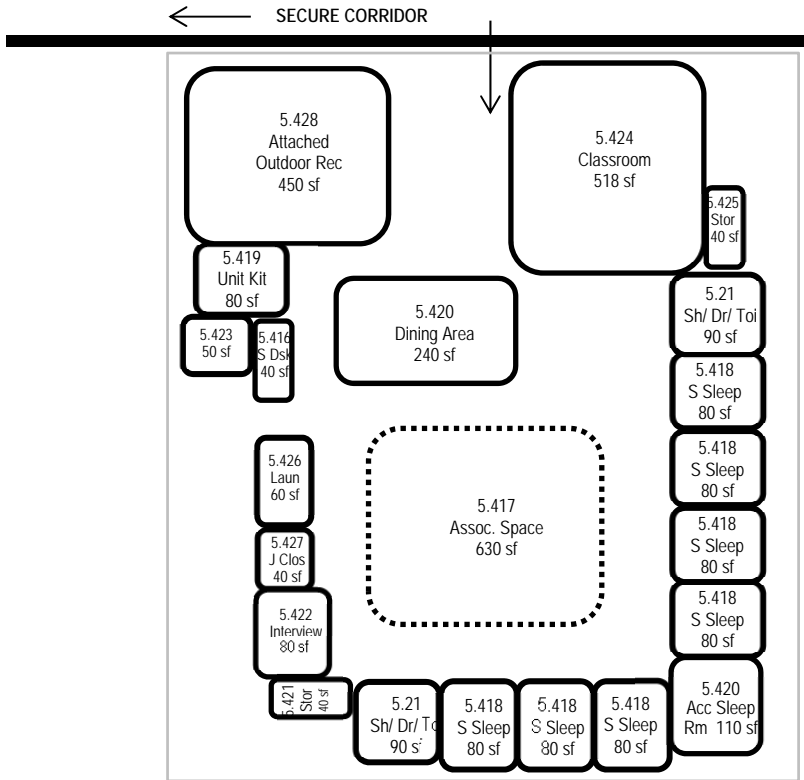 SECURE CORRIDOR
5.428
Attached
Outdoor Rec
450 sf
5.424
Classroom
518 sf
5.425
Stor
40 sf
5.419
Unit Kit
80 sf
5.423
50 sf
5.416
S Dsk
40 sf
5.420
Dining Area
240 sf
5.21
Sh/ Dr/ Toi
90 sf
5.418
S Sleep
80 sf
5.418
S Sleep
80 sf
5.418
S Sleep
80 sf
5.418
S Sleep
80 sf
5.426
Laun
60 sf
5.427
J Clos
40 sf
5.422
Interview
80 sf
5.417
Assoc. Space
630 sf
5.421
Stor
40 sf
5.21
Sh/ Dr/ To
90 s
5.418
S Sleep
80 sf
5.418
S Sleep
80 sf
5.418
S Sleep
80 sf
5.420
Acc Sleep
Rm 110 sf